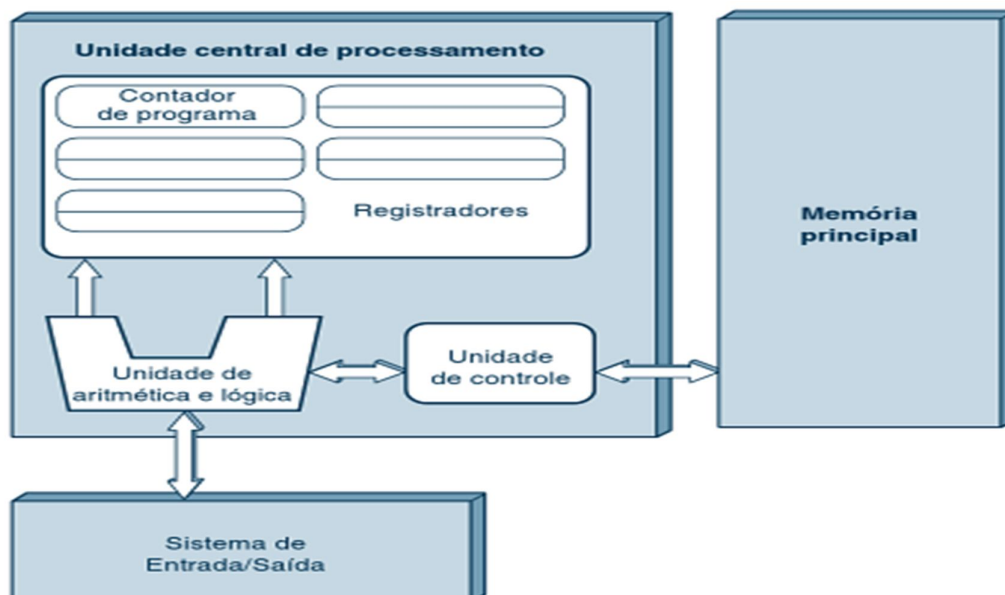 Unidade central de processamento
Contador
de programa
Registradores
Memória
principal
Unidade de
aritmética e lógica
Unidade
de controle
Sistema de
Entrada/Saída